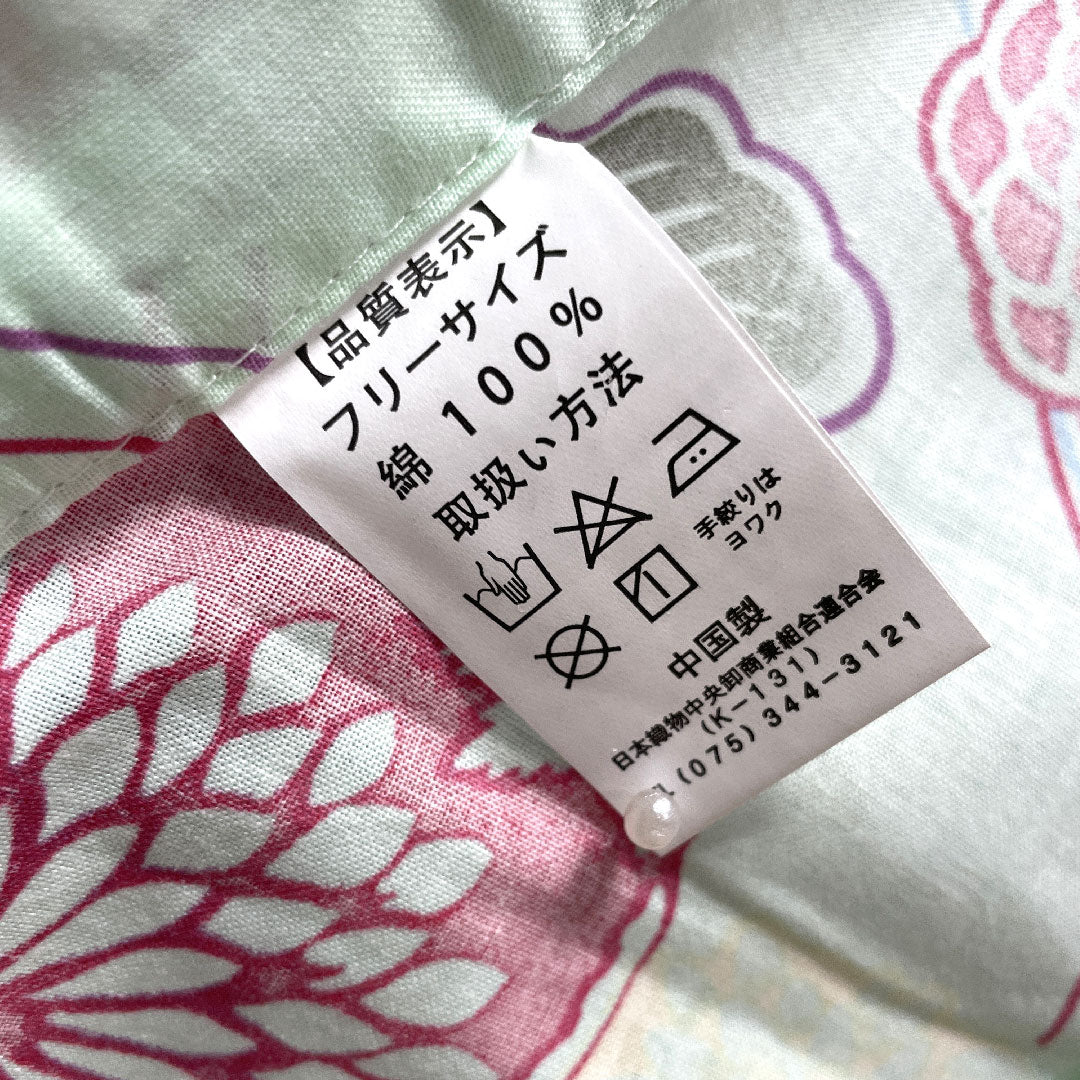 【品質表示】
フリーサイズ
綿 100%
取扱い方法
手絞りは
ヨワク
中国製
日本織物中央卸商業組合連合会
(K-131)
(075)344-3121